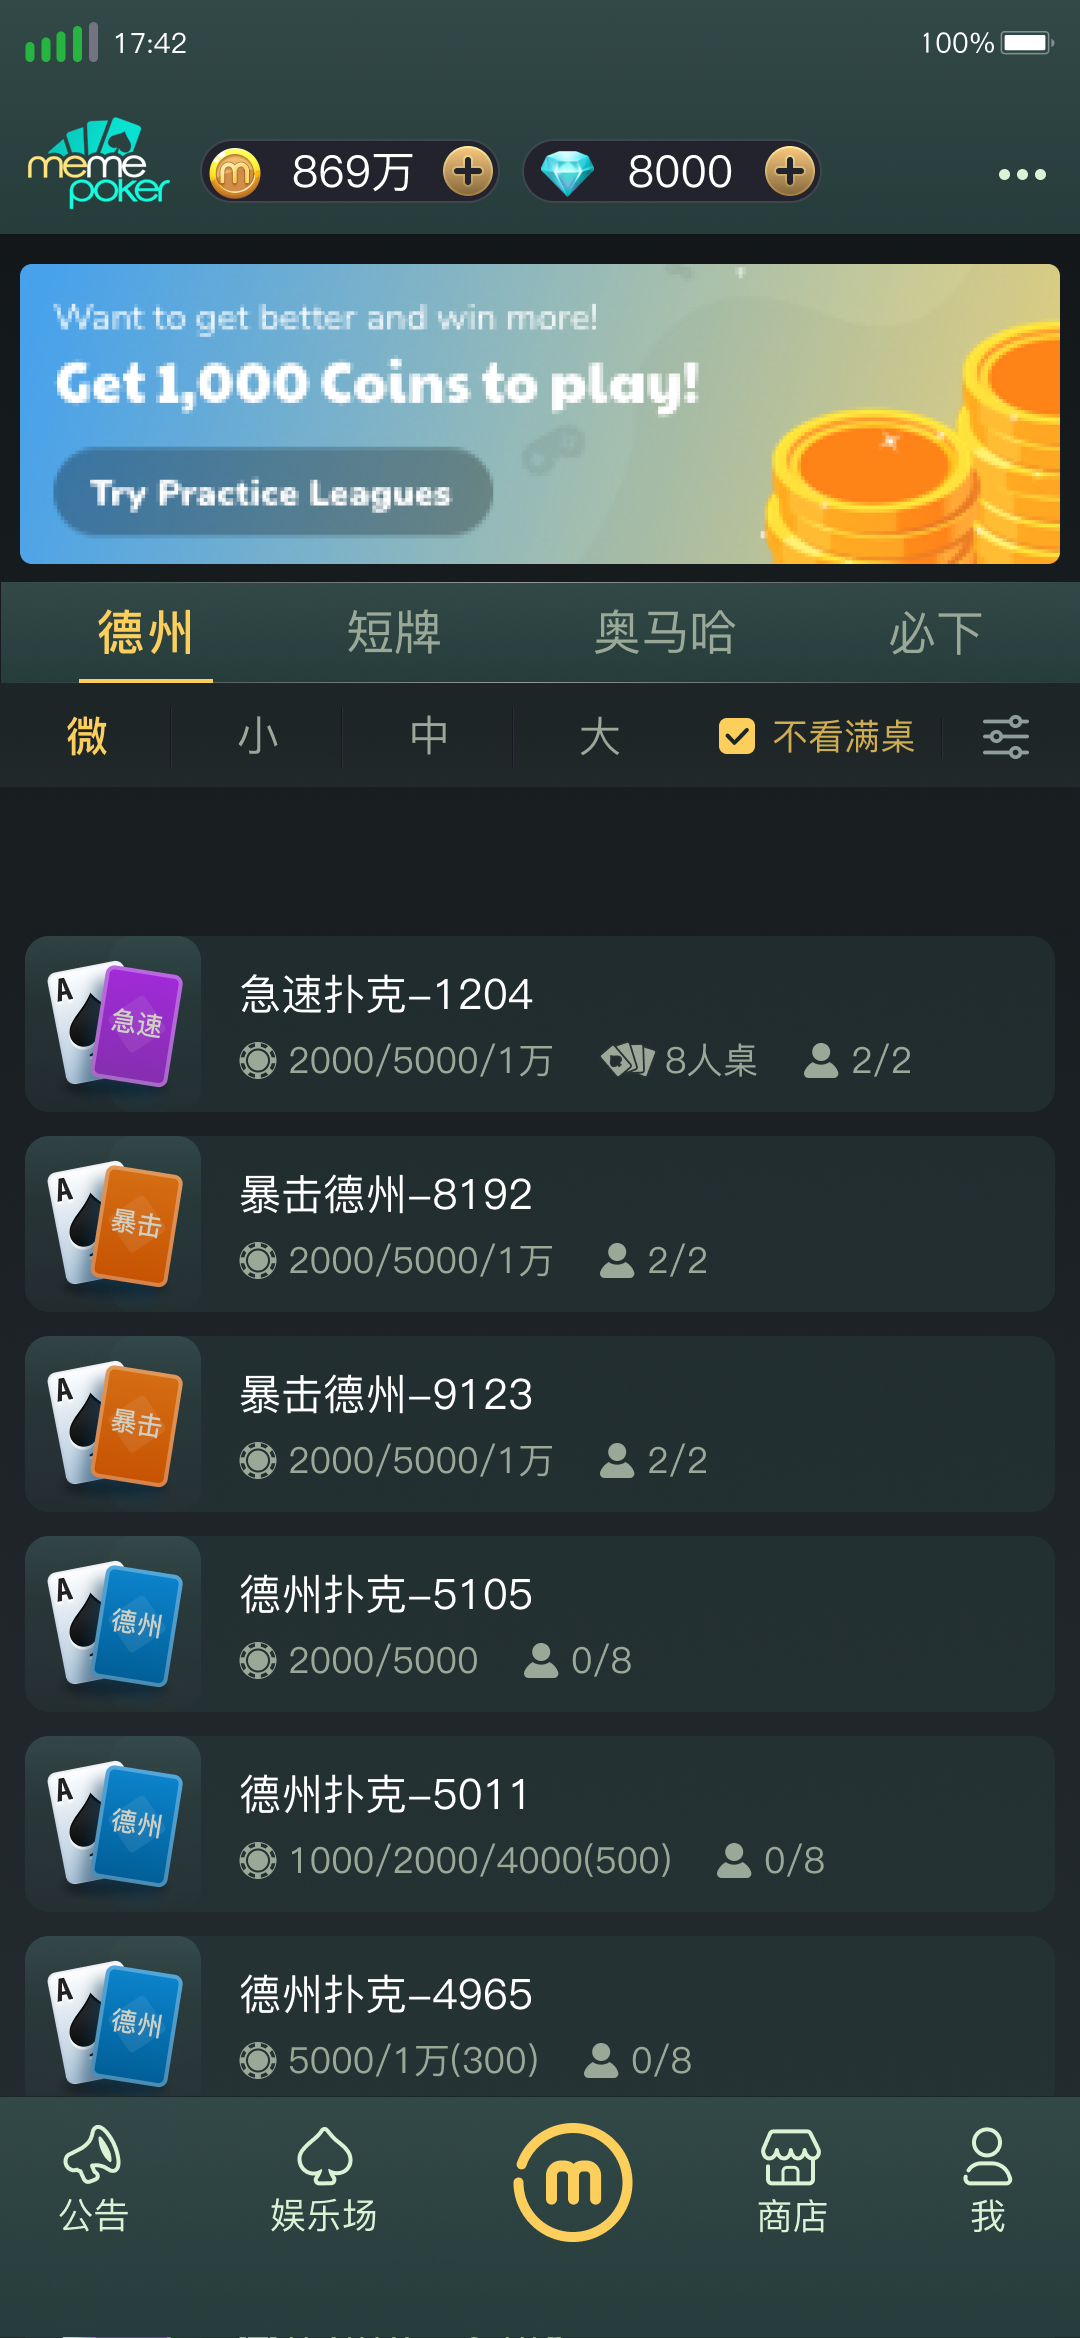 17:42
100%
meme
poker
869万
8000
Want to get better and win more!
Get 1,000 Coins to play!
Try Practice Leagues
德州
短牌
奥马哈
必下
微
小
中
大
不看满桌
A
急速
急速扑克-1204
2000/5000/1万
8人桌
2/2
A
暴击
暴击德州-8192
2000/5000/1万
2/2
A
暴击
暴击德州-9123
2000/5000/1万
2/2
A
德州
德州扑克-5105
2000/5000
0/8
A
德州
德州扑克-5011
1000/2000/4000(500)
0/8
A
德州
德州扑克-4965
5000/1万(300)
0/8
公告
娱乐场
m
商店
我